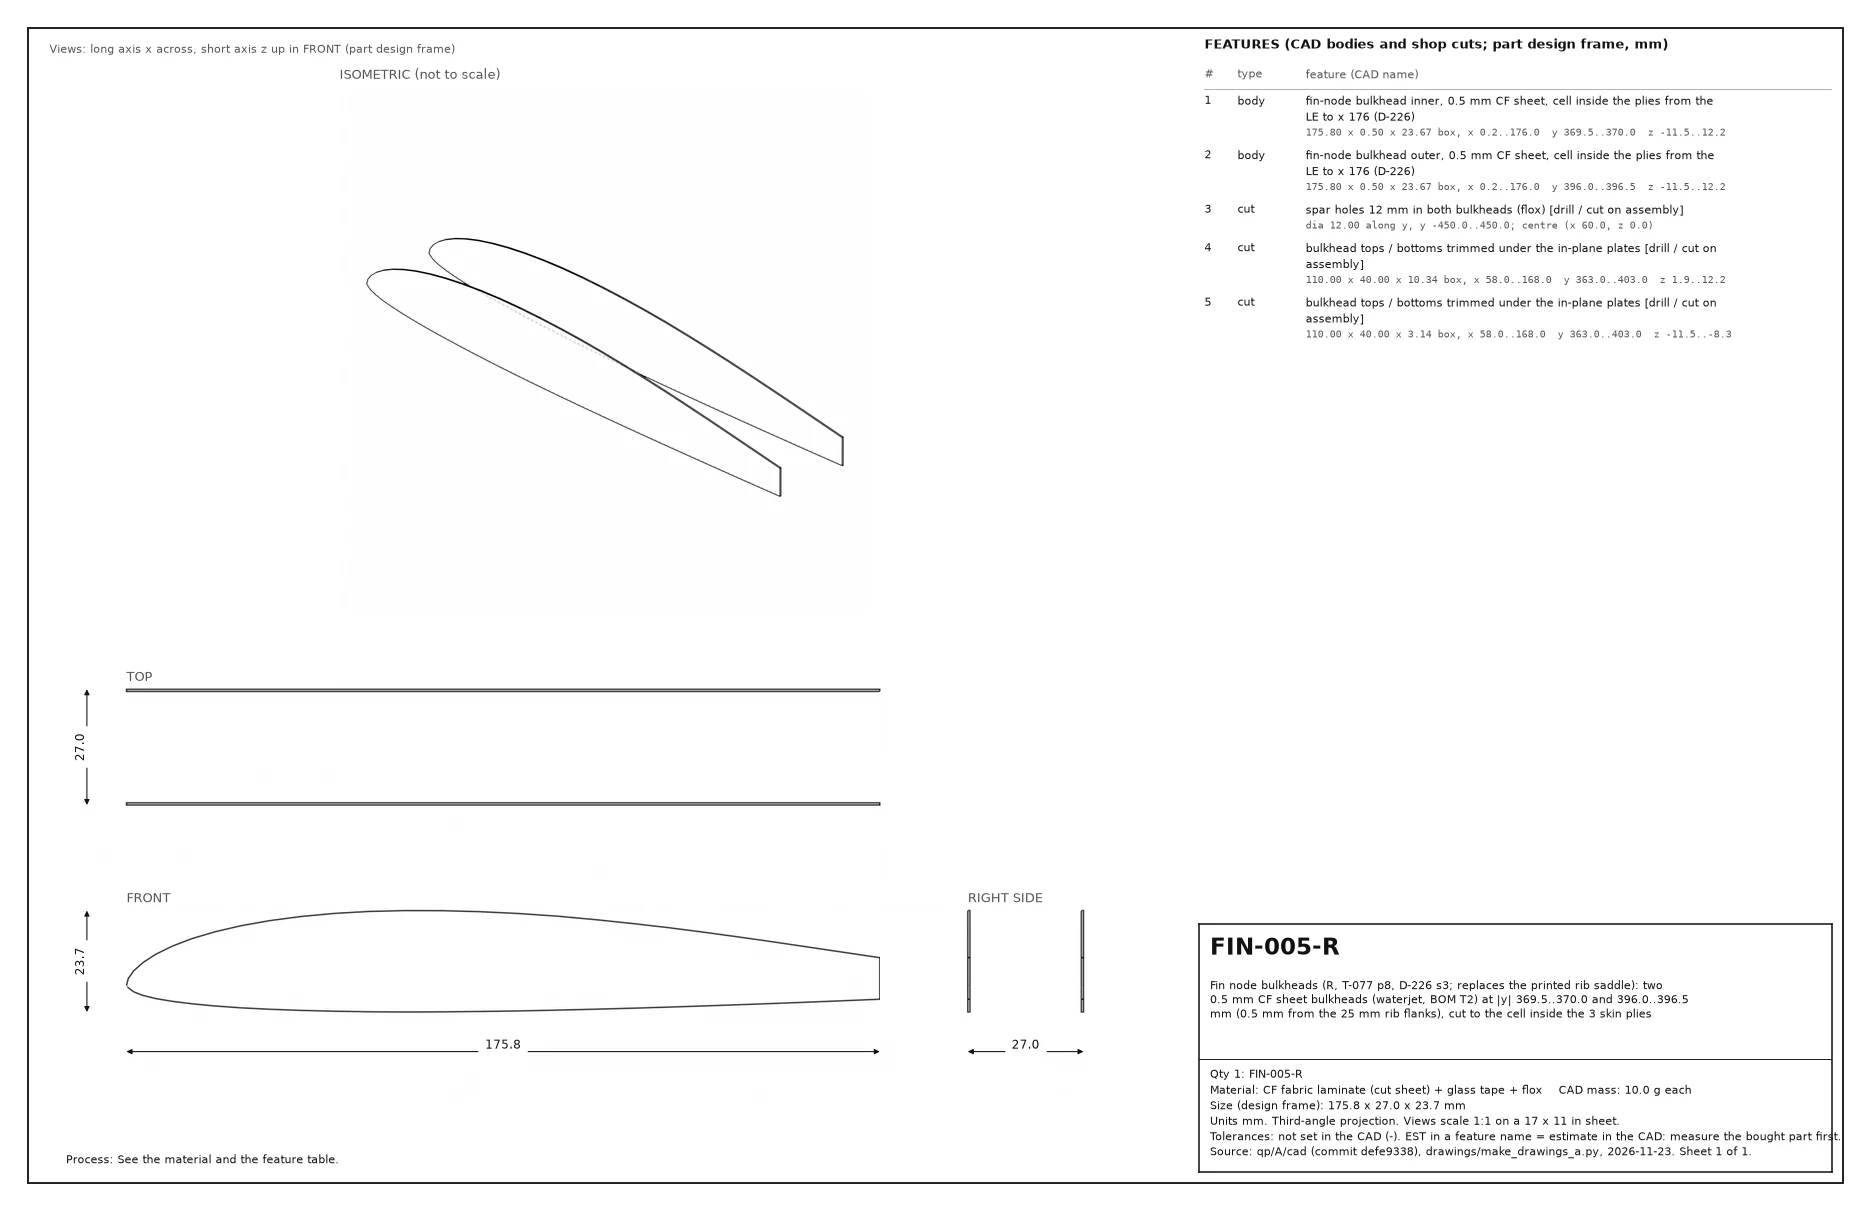 Views: long axis x across, short axis z up in FRONT (part design frame)
ISOMETRIC (not to scale)
FEATURES (CAD bodies and shop cuts; part design frame, mm)
# type feature (CAD name)
1 body fin-node bulkhead inner, 0.5 mm CF sheet, cell inside the plies from the
LE to x 176 (D-226)
175.80 x 0.50 x 23.67 box, x 0.2..176.0 y 369.5..370.0 z -11.5..12.2
2 body fin-node bulkhead outer, 0.5 mm CF sheet, cell inside the plies from the
LE to x 176 (D-226)
175.80 x 0.50 x 23.67 box, x 0.2..176.0 y 396.0..396.5 z -11.5..12.2
3 cut spar holes 12 mm in both bulkheads (flox) [drill / cut on assembly]
dia 12.00 along y, y -450.0..450.0; centre (x 60.0, z 0.0)
4 cut bulkhead tops / bottoms trimmed under the in-plane plates [drill / cut on
assembly]
110.00 x 40.00 x 10.34 box, x 58.0..168.0 y 363.0..403.0 z 1.9..12.2
5 cut bulkhead tops / bottoms trimmed under the in-plane plates [drill / cut on
assembly]
110.00 x 40.00 x 3.14 box, x 58.0..168.0 y 363.0..403.0 z -11.5..-8.3
TOP
27.0
FRONT
23.7
175.8
RIGHT SIDE
27.0
Process: See the material and the feature table.
FIN-005-R
Fin node bulkheads (R, T-077 p8, D-226 s3; replaces the printed rib saddle): two
0.5 mm CF sheet bulkheads (waterjet, BOM T2) at |y| 369.5..370.0 and 396.0..396.5
mm (0.5 mm from the 25 mm rib flanks), cut to the cell inside the 3 skin plies
Qty 1: FIN-005-R
Material: CF fabric laminate (cut sheet) + glass tape + flox CAD mass: 10.0 g each
Size (design frame): 175.8 x 27.0 x 23.7 mm
Units mm. Third-angle projection. Views scale 1:1 on a 17 x 11 in sheet.
Tolerances: not set in the CAD (-). EST in a feature name = estimate in the CAD: measure the bought part first.
Source: qp/A/cad (commit defe9338), drawings/make_drawings_a.py, 2026-11-23. Sheet 1 of 1.